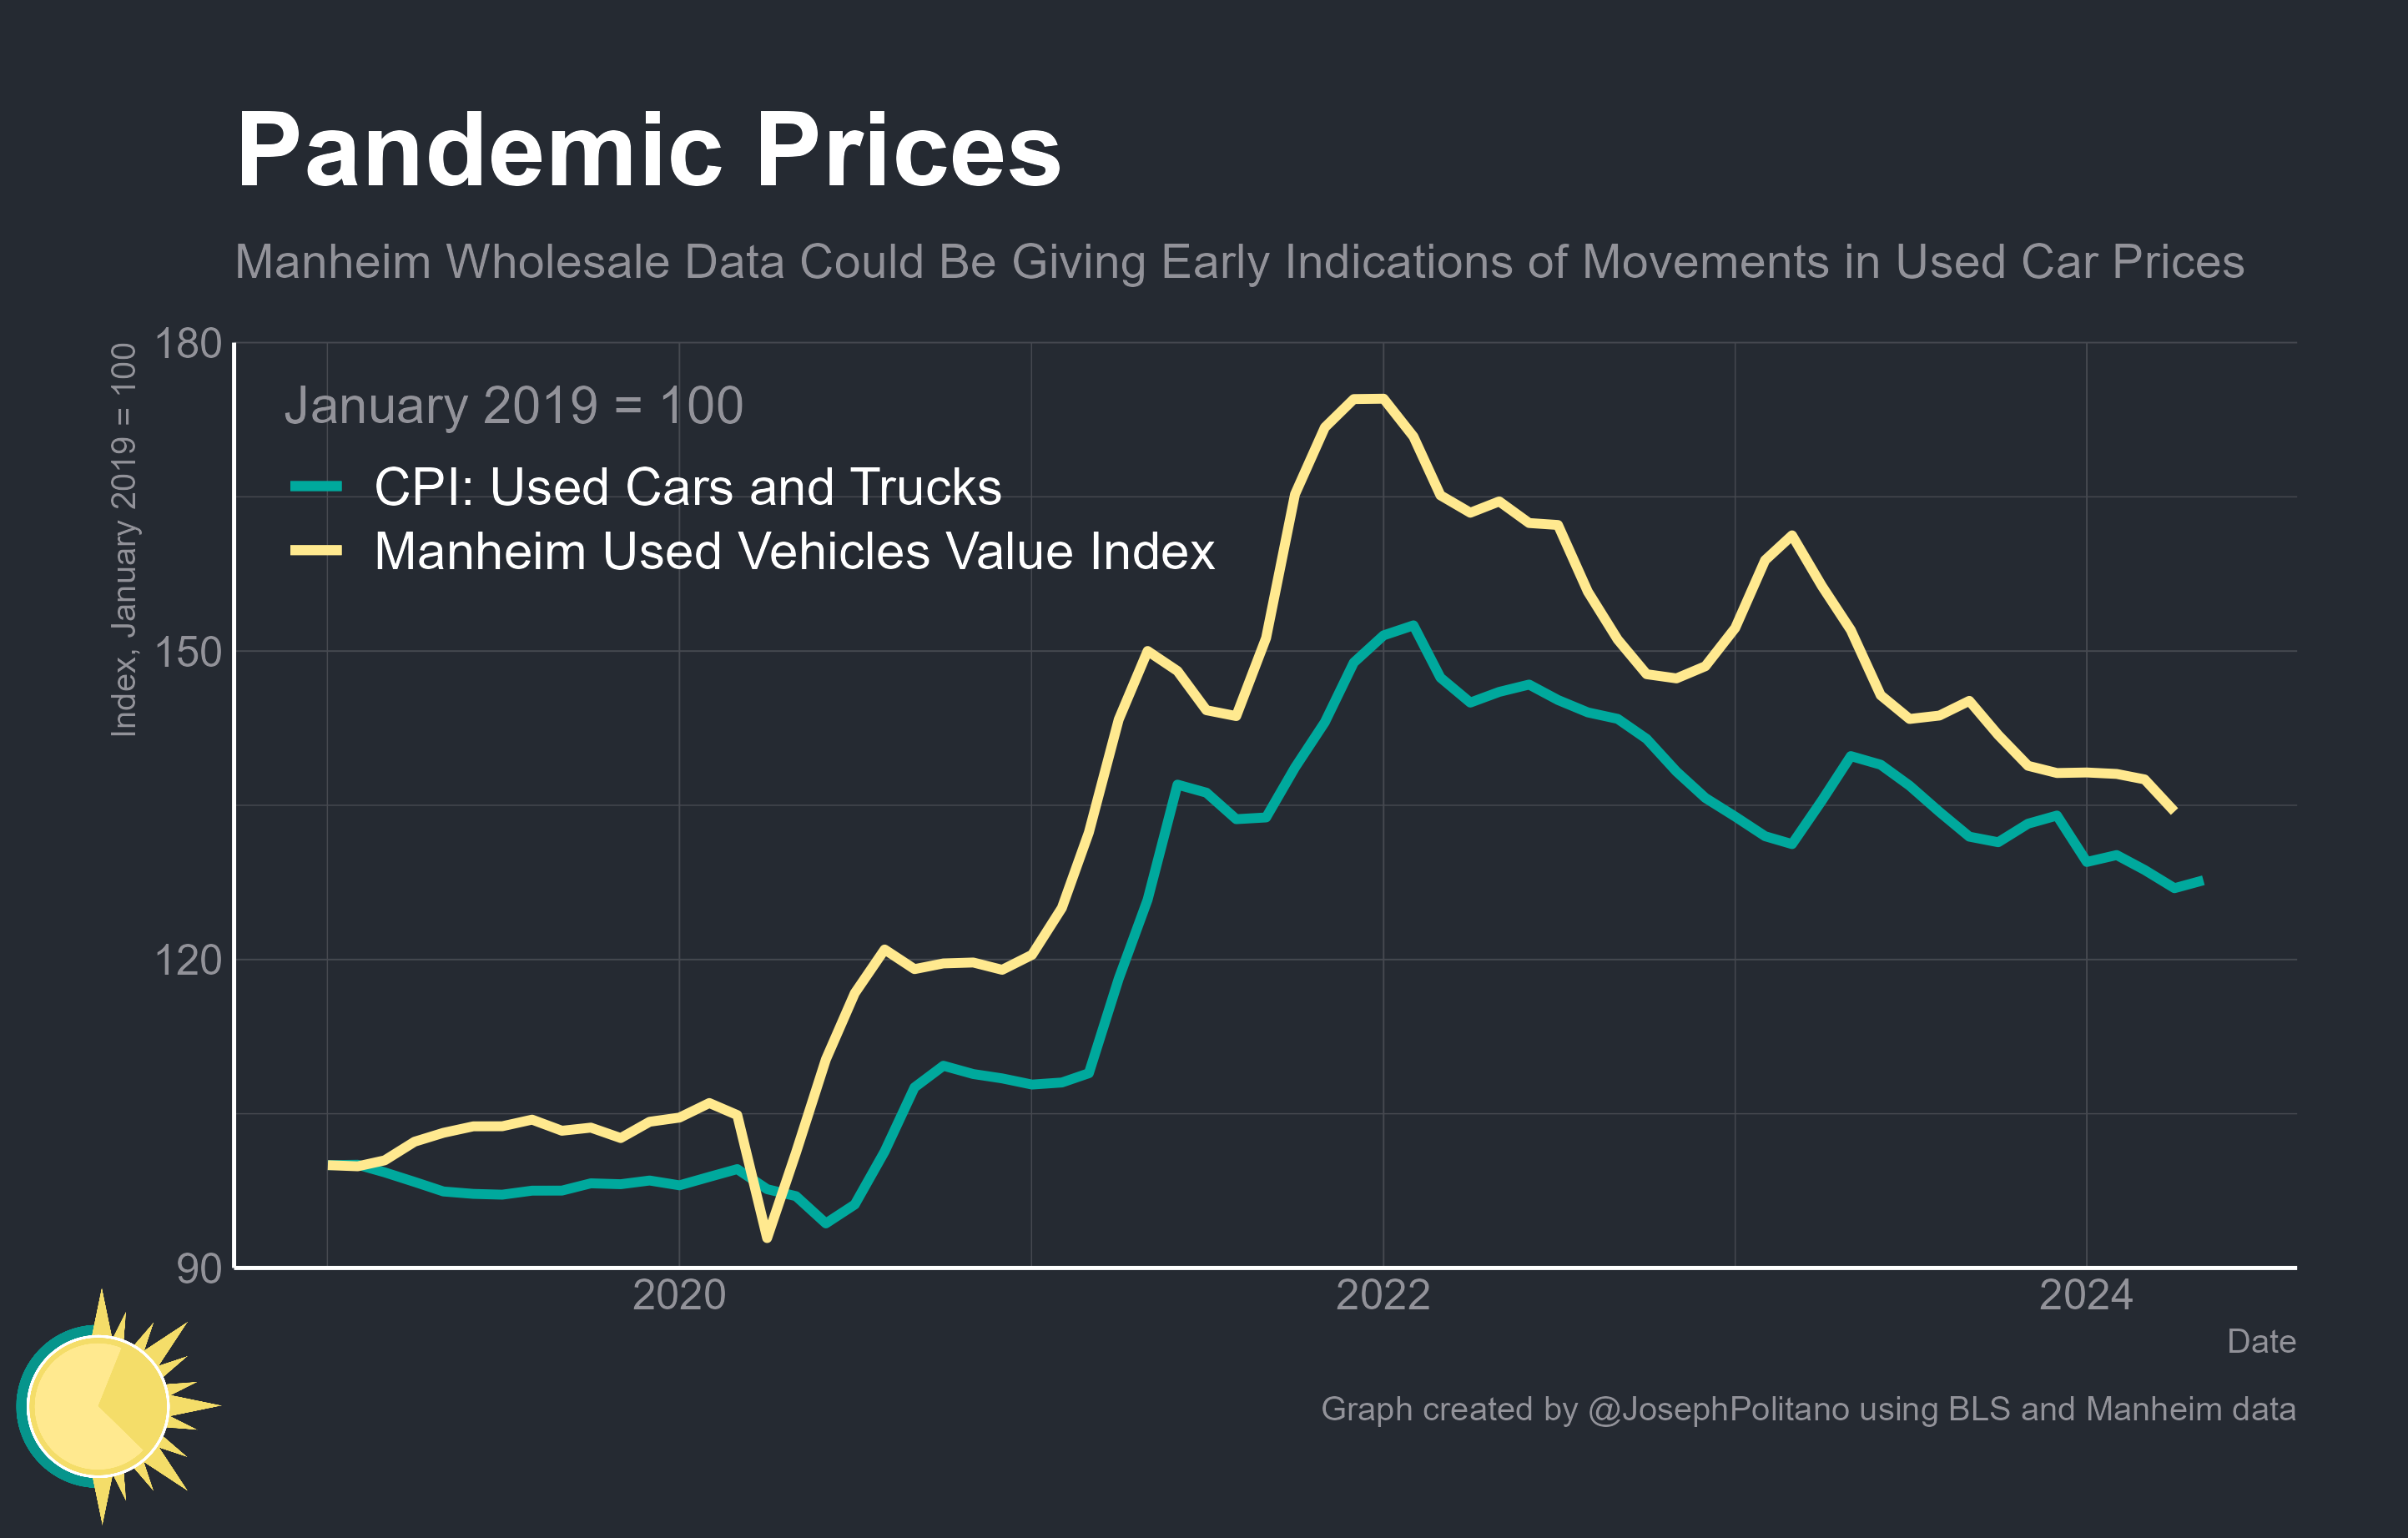 Pandemic Prices
Manheim Wholesale Data Could Be Giving Early Indications of Movements in Used Car Prices
Index, January 2019 = 100
180
150
120
90
January 2019 = 100
CPI: Used Cars and Trucks
Manheim Used Vehicles Value Index
2020
2022
2024
Date
Graph created by @JosephPolitano using BLS and Manheim data